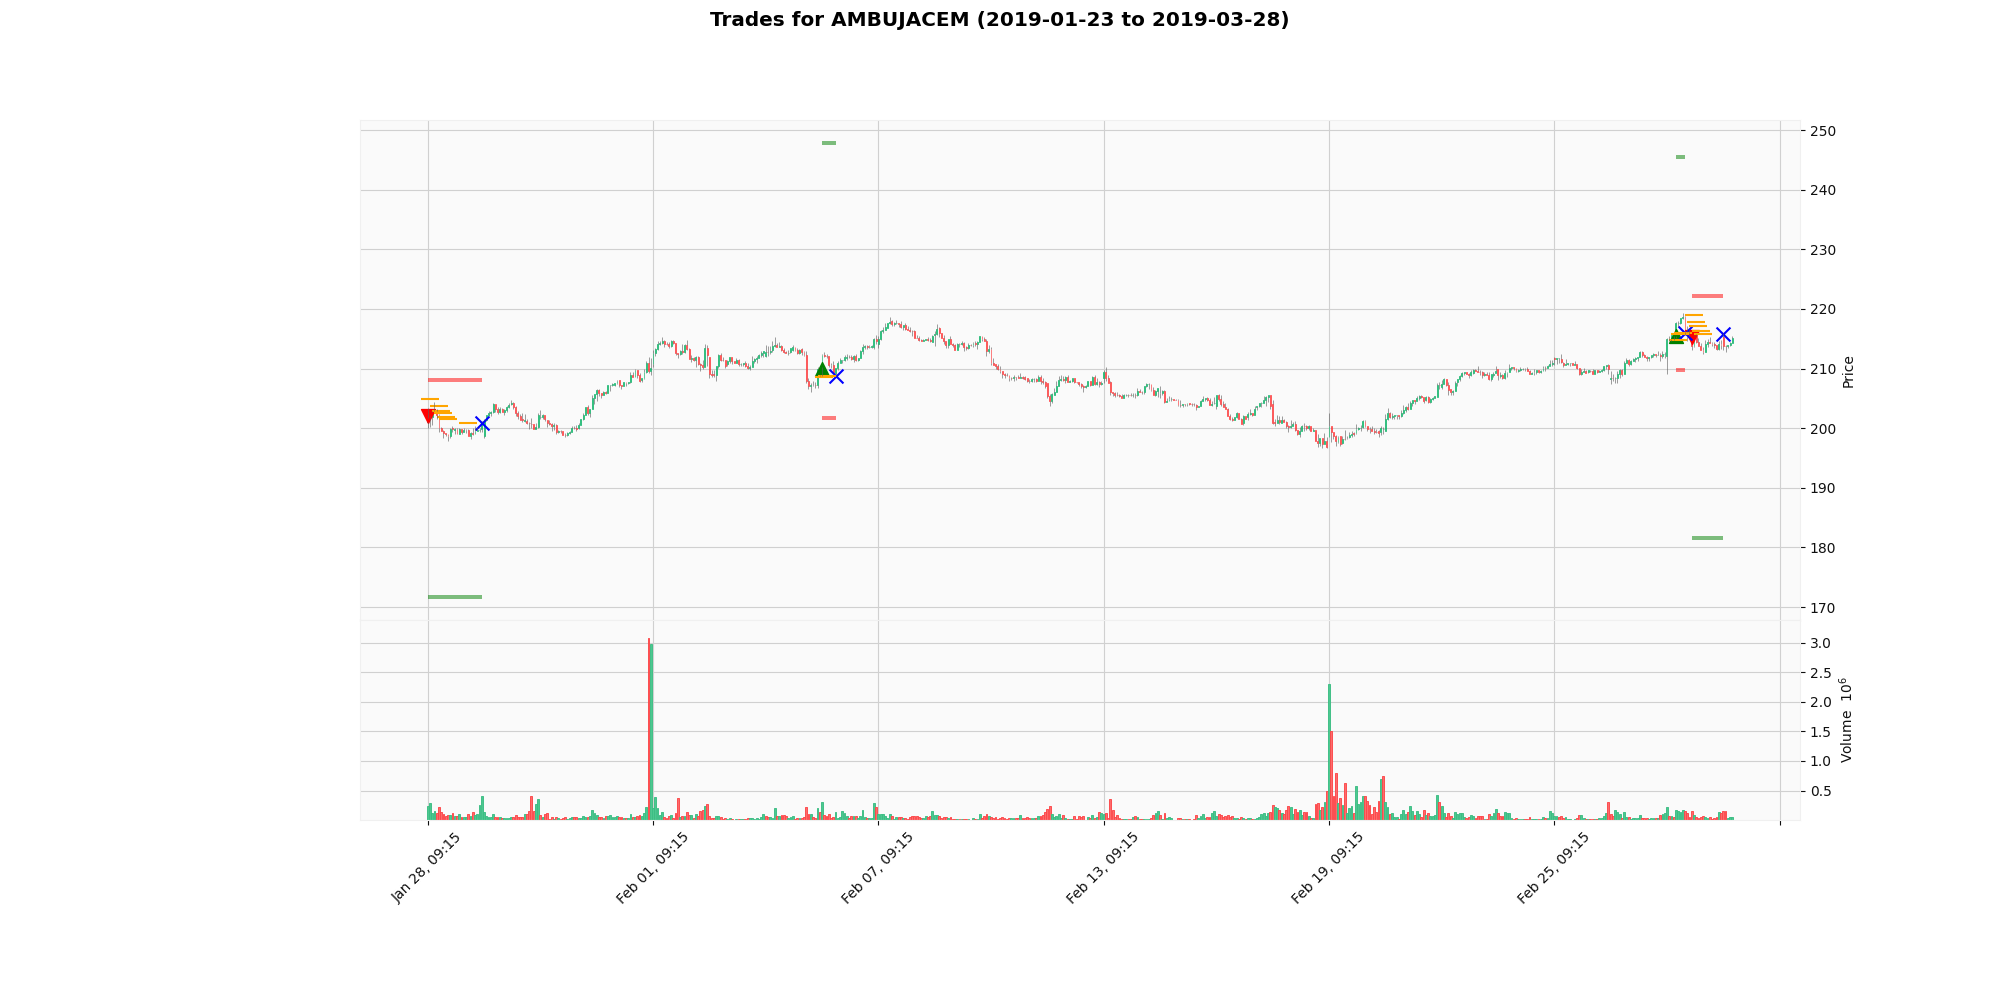 Trades for AMBUJACEM (2019-01-23 to 2019-03-28)
250
240
230
220
210
200
190
180
170
Price
3.0
2.5
2.0
1.5
1.0
0.5
Volume 10^6
Jan 28, 09:15
Feb 01, 09:15
Feb 07, 09:15
Feb 13, 09:15
Feb 19, 09:15
Feb 25, 09:15